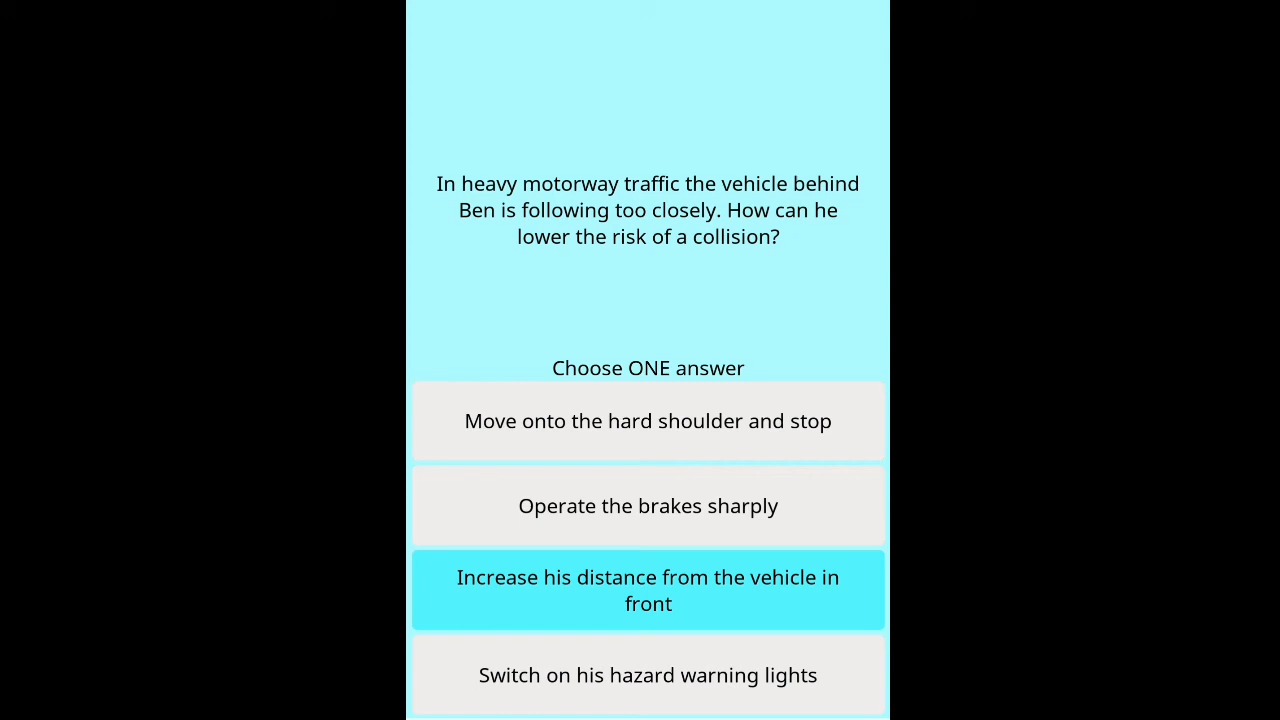 In heavy motorway traffic the vehicle behind
Ben is following too closely. How can he
lower the risk of a collision?
Choose ONE answer
Move onto the hard shoulder and stop
Operate the brakes sharply
Increase his distance from the vehicle in
front
Switch on his hazard warning lights